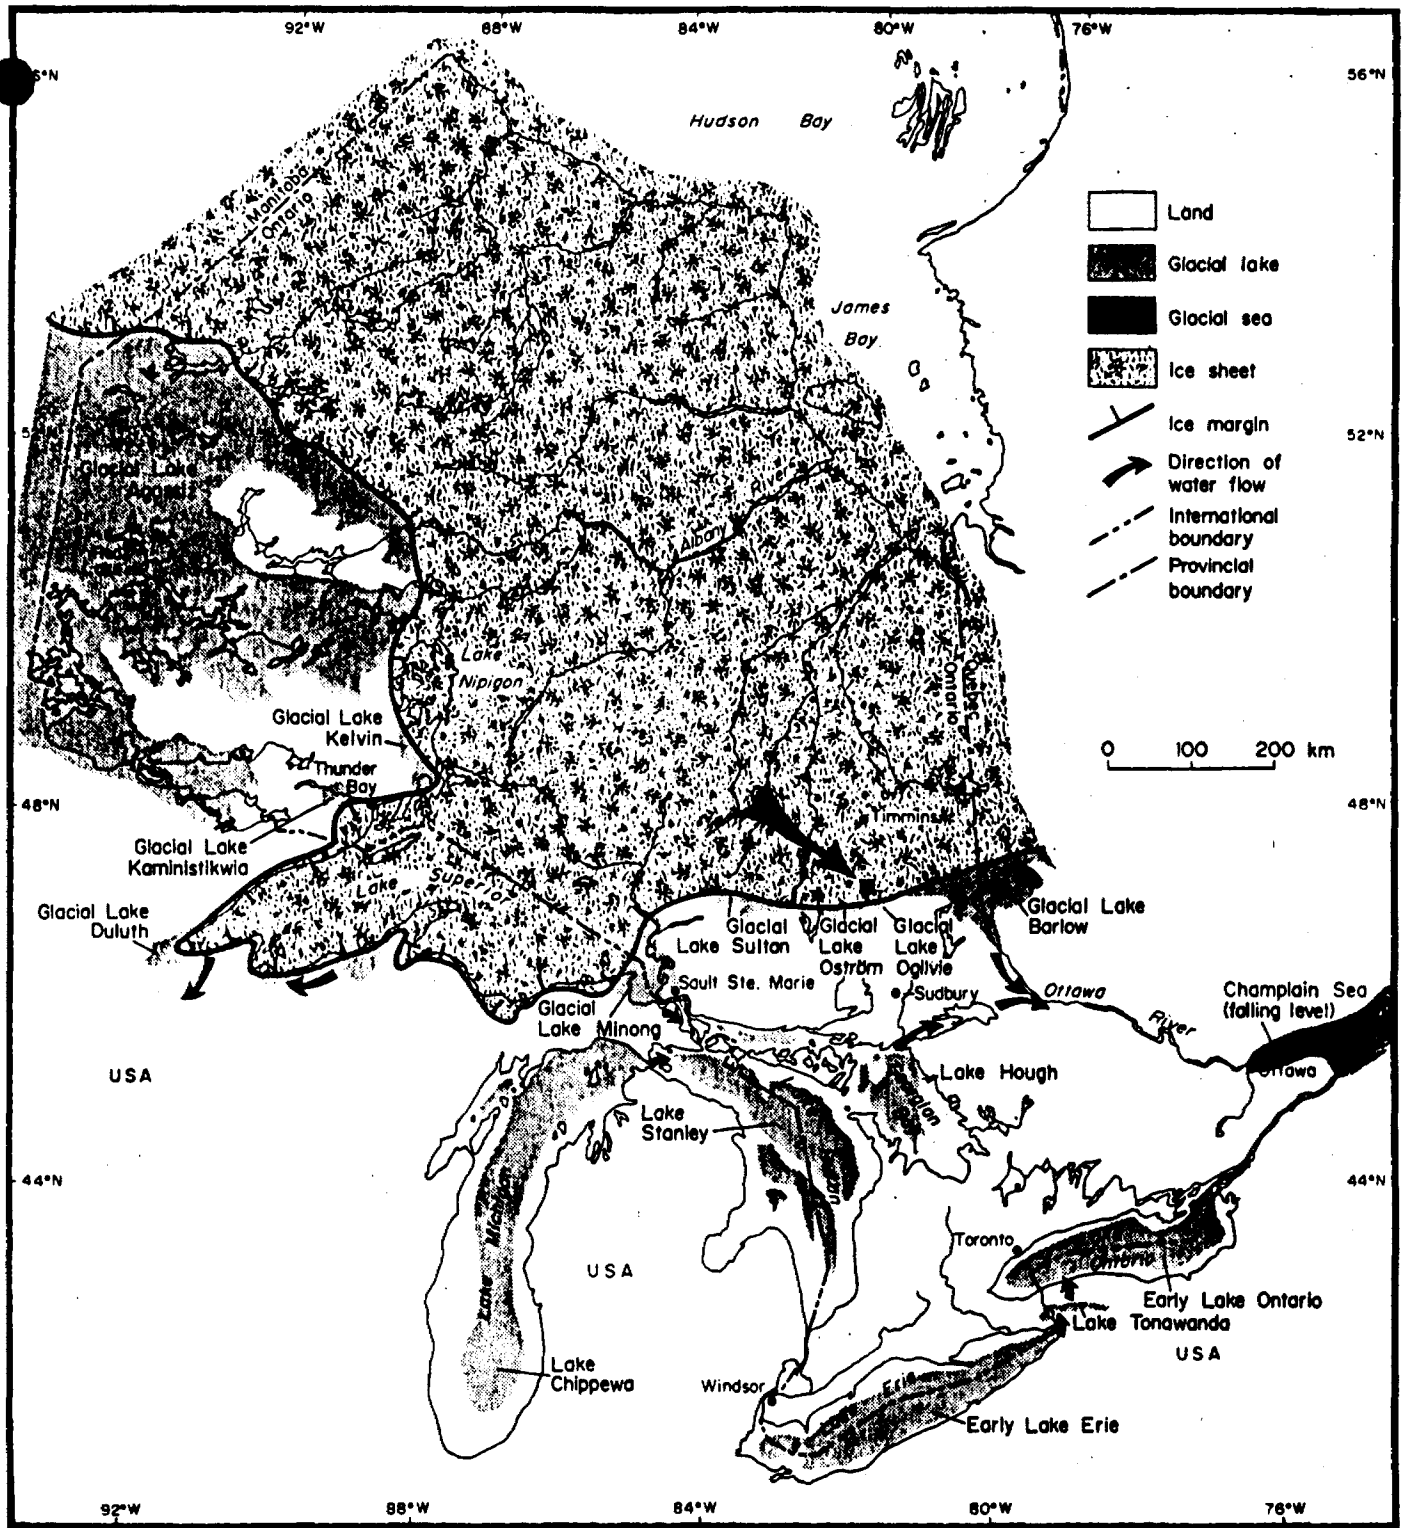 92°W
88°W
84°W
80°W
76°W
56°N
Hudson Bay
Manitoba
Ontario
Land
Glacial lake
Glacial sea
Ice sheet
Ice margin
Direction of
water flow
International
boundary
Provincial
boundary
James
Bay
52°N
Glacial Lake
Albany River
Lake
Nipigon
Quebec
Ontario
Glacial Lake
Kelvin
Thunder
Bay
0 100 200 km
48°N
48°N
Timmins
Glacial Lake
Kaministikwia
Lake Superior
Glacial Lake
Duluth
Glacial
Lake Sultan
Glacial
Lake
Oström
Glacial
Lake
Ogilvie
Glacial Lake
Barlow
Sault Ste. Marie
Sudbury
Glacial
Lake Minong
Ottawa River
Champlain Sea
(falling level)
Ottawa
USA
Lake Hough
Lake
Stanley
44°N
44°N
Lake Michigan
Toronto
USA
Ontario
Early Lake Ontario
Lake Tonawanda
USA
Lake
Chippewa
Windsor
Erie
Early Lake Erie
92°W
88°W
84°W
80°W
76°W